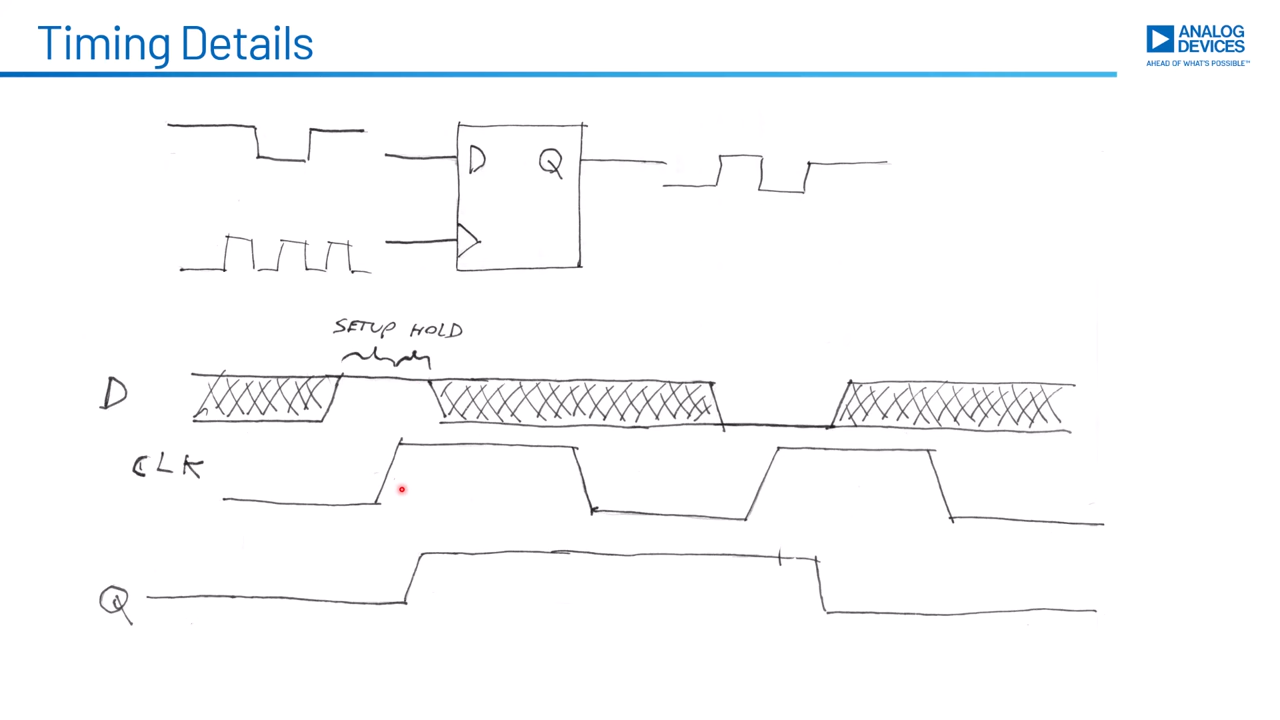 Timing Details
ANALOG
DEVICES
AHEAD OF WHAT'S POSSIBLE™
D Q
SETUP HOLD
D
CLK
Q